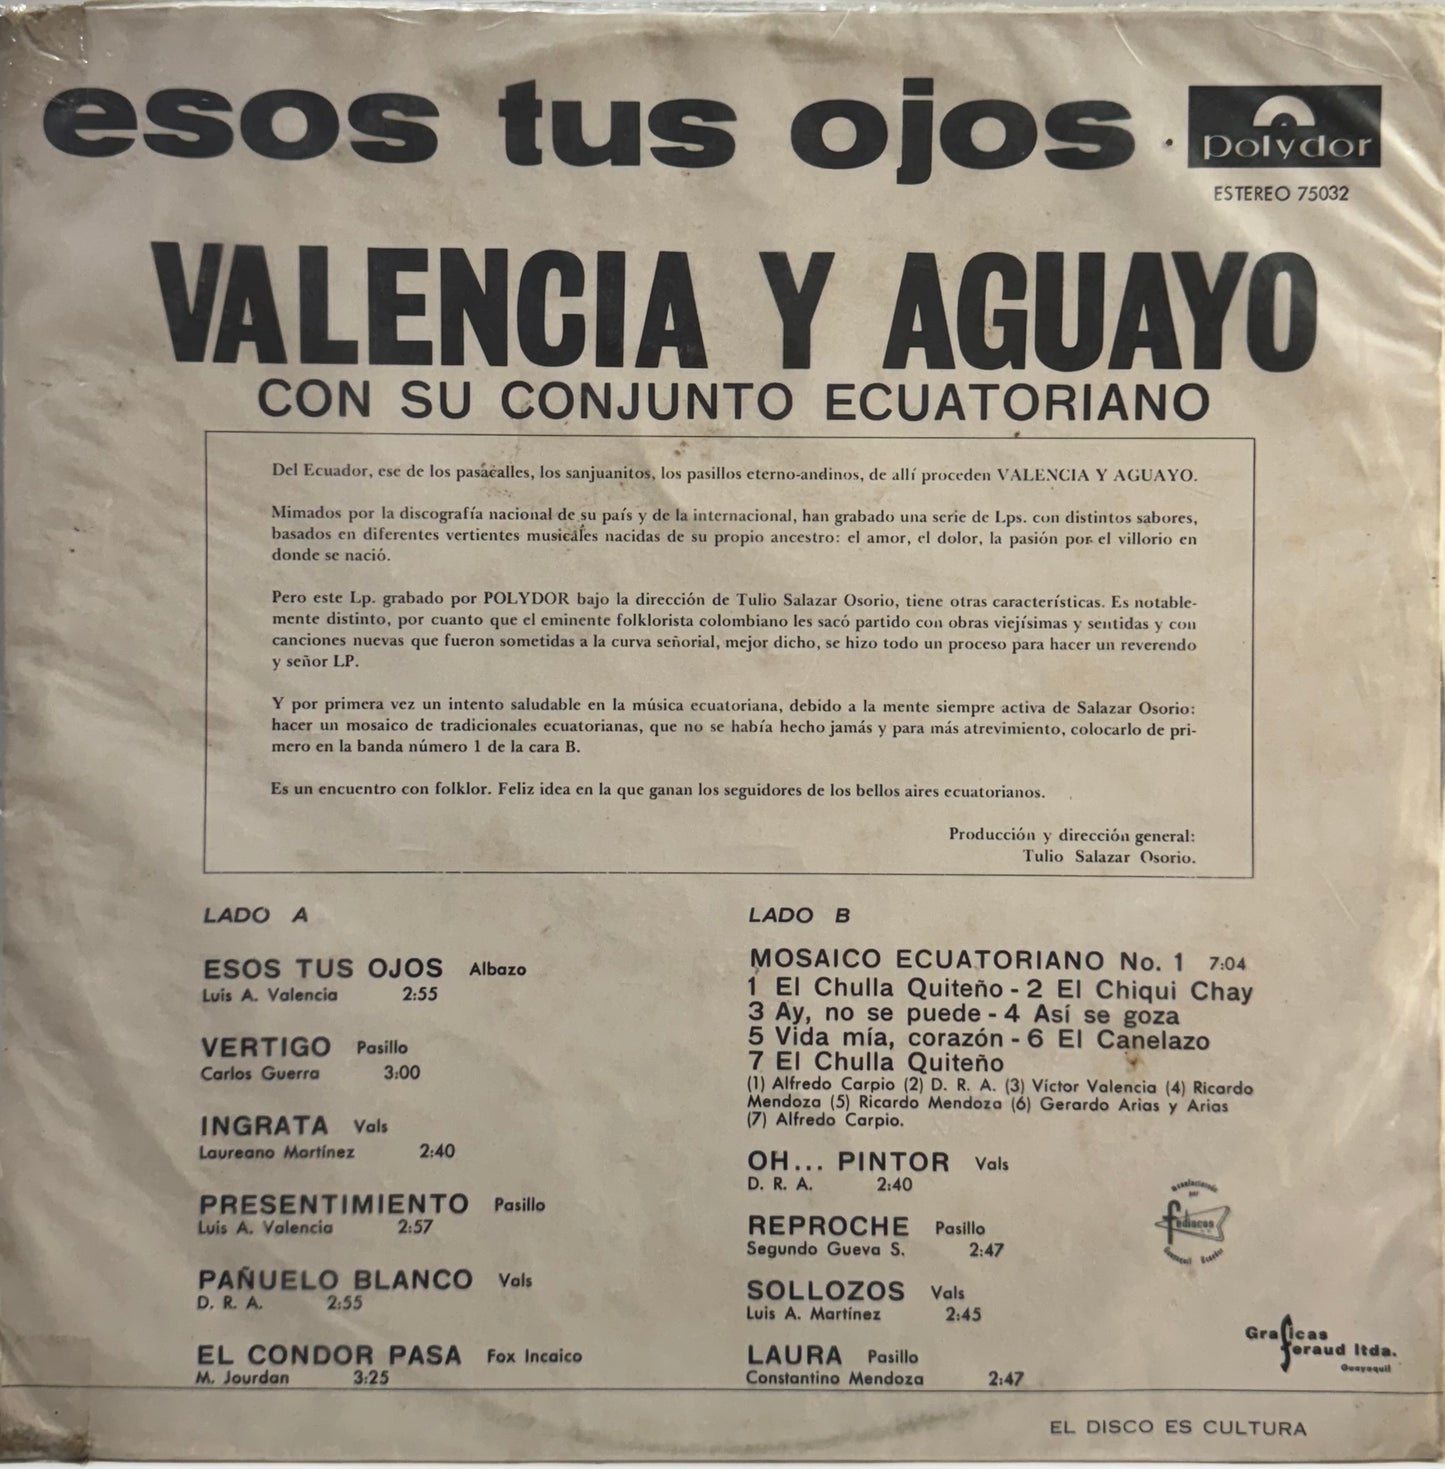 esos tus ojos
polydor
ESTEREO 75032
VALENCIA Y AGUAYO
CON SU CONJUNTO ECUATORIANO
Del Ecuador, ese de los pasacalles, los sanjuanitos, los pasillos eterno-andinos, de allí proceden VALENCIA Y AGUAYO.
Mimados por la discografía nacional de su país y de la internacional, han grabado una serie de Lps. con distintos sabores,
basados en diferentes vertientes musicales nacidas de su propio ancestro: el amor, el dolor, la pasión por el villorio en
donde se nació.
Pero este Lp. grabado por POLYDOR bajo la dirección de Tulio Salazar Osorio, tiene otras características. Es notable-
mente distinto, por cuanto que el eminente folklorista colombiano les sacó partido con obras viejísimas y sentidas y con
canciones nuevas que fueron sometidas a la curva señorial, mejor dicho, se hizo todo un proceso para hacer un reverendo
y señor LP.
Y por primera vez un intento saludable en la música ecuatoriana, debido a la mente siempre activa de Salazar Osorio:
hacer un mosaico de tradicionales ecuatorianas, que no se había hecho jamás y para más atrevimiento, colocarlo de pri-
mero en la banda número 1 de la cara B.
Es un encuentro con folklor. Feliz idea en la que ganan los seguidores de los bellos aires ecuatorianos.
Producción y dirección general:
Tulio Salazar Osorio.
LADO A
ESOS TUS OJOS Albazo
Luis A. Valencia 2:55
VERTIGO Pasillo
Carlos Guerra 3:00
INGRATA Vals
Laureano Martínez 2:40
PRESENTIMIENTO Pasillo
Luis A. Valencia 2:57
PAÑUELO BLANCO Vals
D. R. A. 2:55
EL CONDOR PASA Fox Incaico
M. Jourdan 3:25
LADO B
MOSAICO ECUATORIANO No. 1 7:04
1 El Chulla Quiteño - 2 El Chiqui Chay
3 Ay, no se puede - 4 Así se goza
5 Vida mía, corazón - 6 El Canelazo
7 El Chulla Quiteño
(1) Alfredo Carpio (2) D. R. A. (3) Víctor Valencia (4) Ricardo
Mendoza (5) Ricardo Mendoza (6) Gerardo Arias y Arias
(7) Alfredo Carpio.
OH... PINTOR Vals
D. R. A. 2:40
REPROCHE Pasillo
Segundo Gueva S. 2:47
SOLLOZOS Vals
Luis A. Martínez 2:45
LAURA Pasillo
Constantino Mendoza 2:47
por
fediscos
Guayaquil Ecuador
Graficas
feraud ltda.
Guayaquil
EL DISCO ES CULTURA